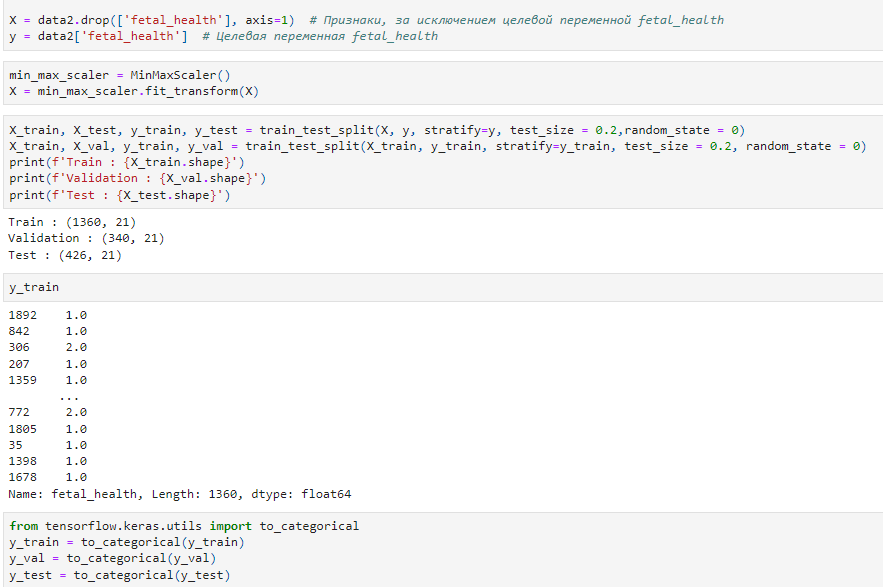 X = data2.drop(['fetal_health'], axis=1)  # Признаки, за исключением целевой переменной fetal_health
y = data2['fetal_health']  # Целевая переменная fetal_health
min_max_scaler = MinMaxScaler()
X = min_max_scaler.fit_transform(X)
X_train, X_test, y_train, y_test = train_test_split(X, y, stratify=y, test_size = 0.2,random_state = 0)
X_train, X_val, y_train, y_val = train_test_split(X_train, y_train, stratify=y_train, test_size = 0.2, random_state = 0)
print(f'Train : {X_train.shape}')
print(f'Validation : {X_val.shape}')
print(f'Test : {X_test.shape}')
Train : (1360, 21)
Validation : (340, 21)
Test : (426, 21)
y_train
1892    1.0
842     1.0
306     2.0
207     1.0
1359    1.0
...
772     2.0
1805    1.0
35      1.0
1398    1.0
1678    1.0
Name: fetal_health, Length: 1360, dtype: float64
from tensorflow.keras.utils import to_categorical
y_train = to_categorical(y_train)
y_val = to_categorical(y_val)
y_test = to_categorical(y_test)